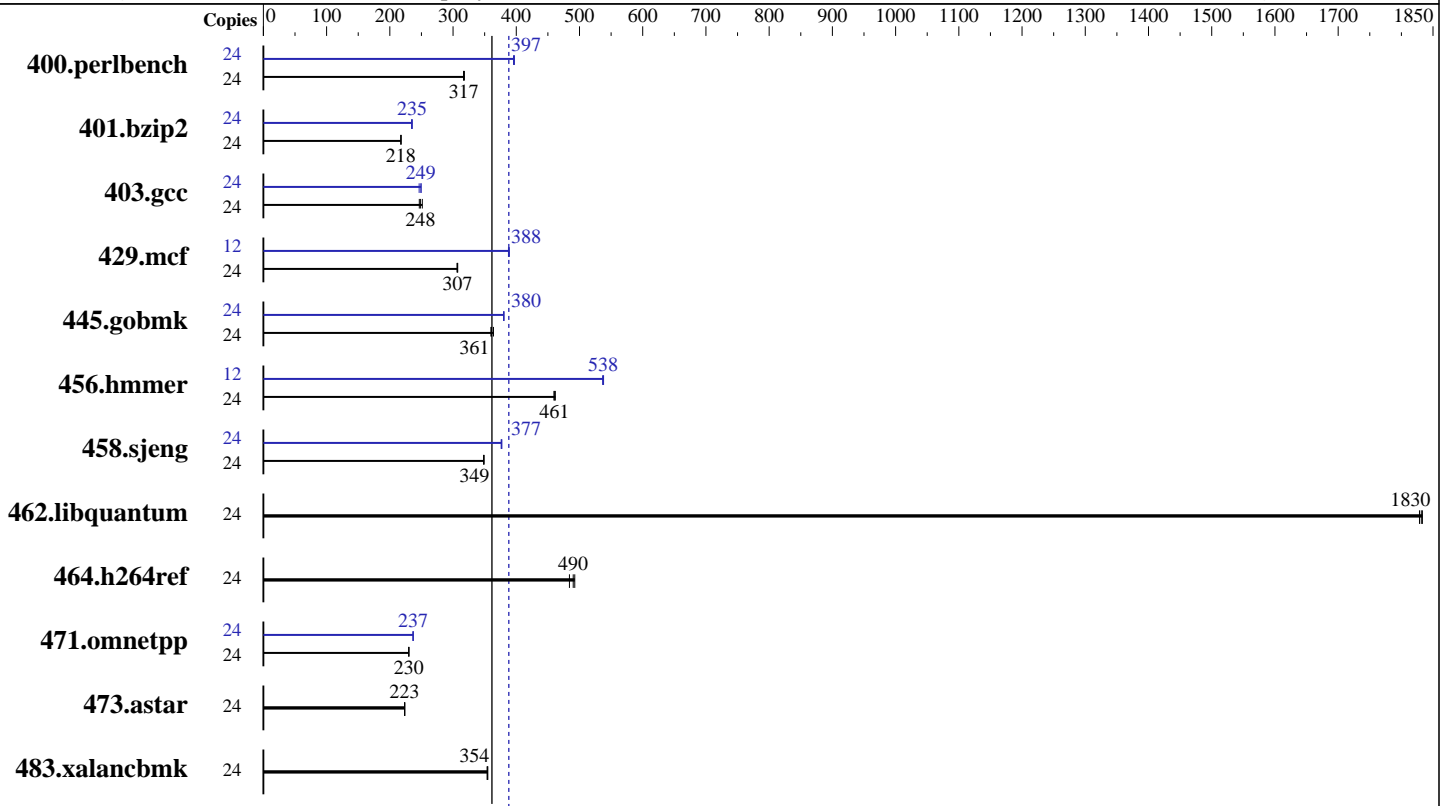 Copies 0 100 200 300 400 500 600 700 800 900 1000 1100 1200 1300 1400 1500 1600 1700 1850
400.perlbench 24 397
24 317
401.bzip2 24 235
24 218
403.gcc 24 249
24 248
429.mcf 12 388
24 307
445.gobmk 24 380
24 361
456.hmmer 12 538
24 461
458.sjeng 24 377
24 349
462.libquantum 24 1830
464.h264ref 24 490
471.omnetpp 24 237
24 230
473.astar 24 223
483.xalancbmk 24 354